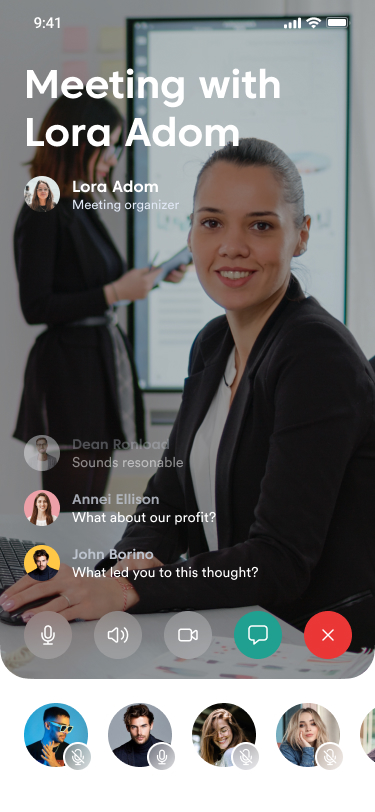 9:41
Meeting with
Lora Adom
Lora Adom
Meeting organizer
Dean Ronload
Sounds resonable
Annei Ellison
What about our profit?
John Borino
What led you to this thought?